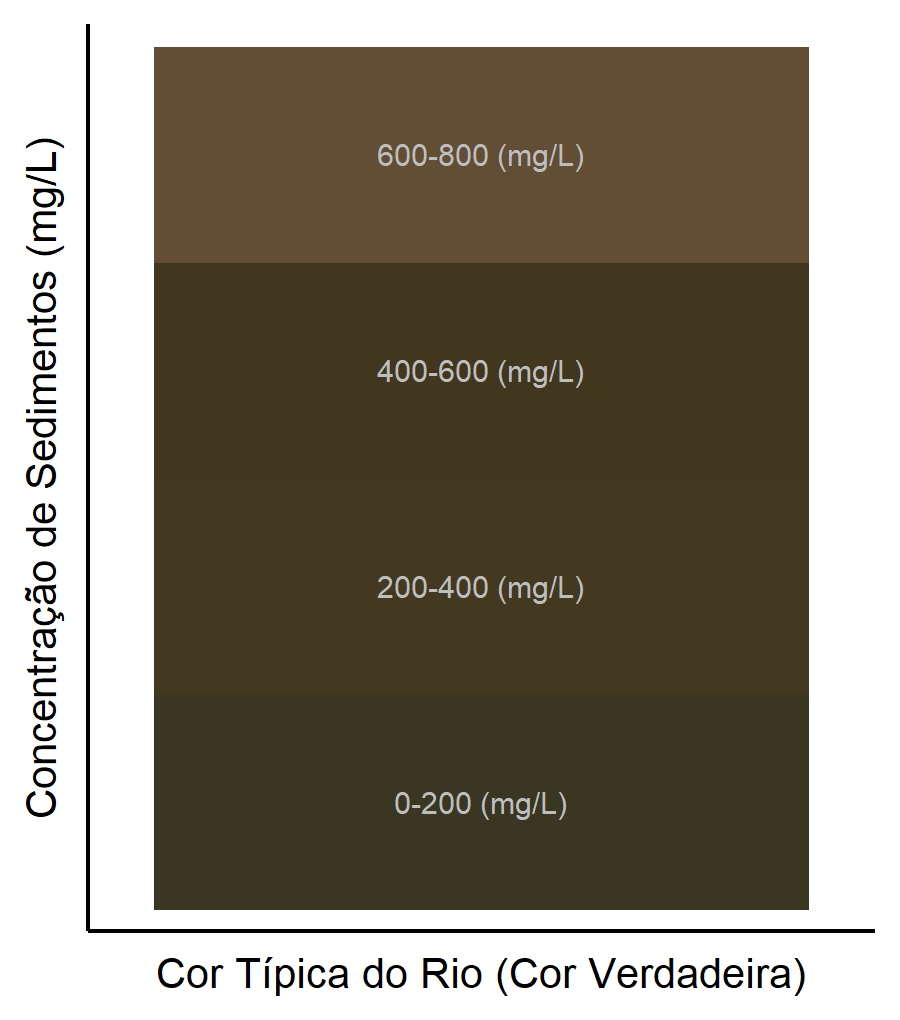 Concentração de Sedimentos (mg/L)
600-800 (mg/L)
400-600 (mg/L)
200-400 (mg/L)
0-200 (mg/L)
Cor Típica do Rio (Cor Verdadeira)